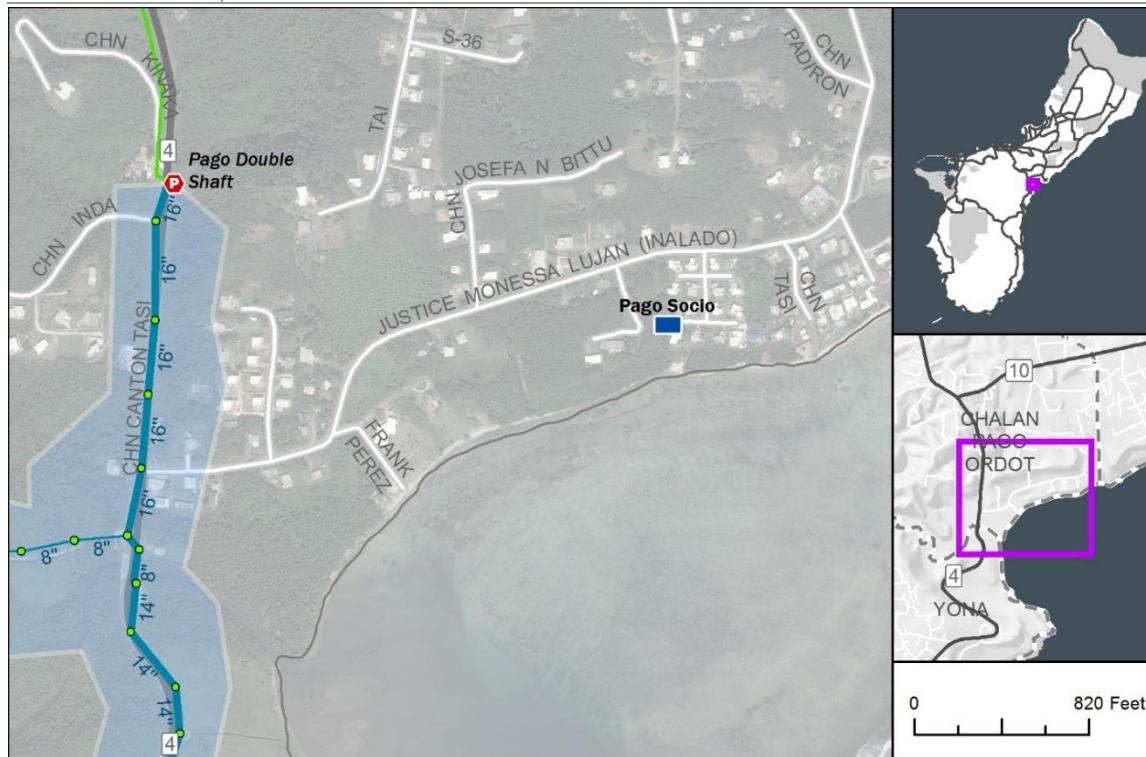 CHN
KINAKA
S-36
CHN
PADIRON
TAI
4
Pago Double
Shaft
CHN JOSEFA N BITTU
CHN INDA
16"
16"
JUSTICE MONESSA LUJAN (INALADO)
CHN
TASI
Pago Socio
16"
CHN CANTON TASI
16"
FRANK
PEREZ
16"
8"
8"
8"
14"
14"
14"
4
10
CHALAN
PAGO
ORDOT
4
YONA
0
820 Feet